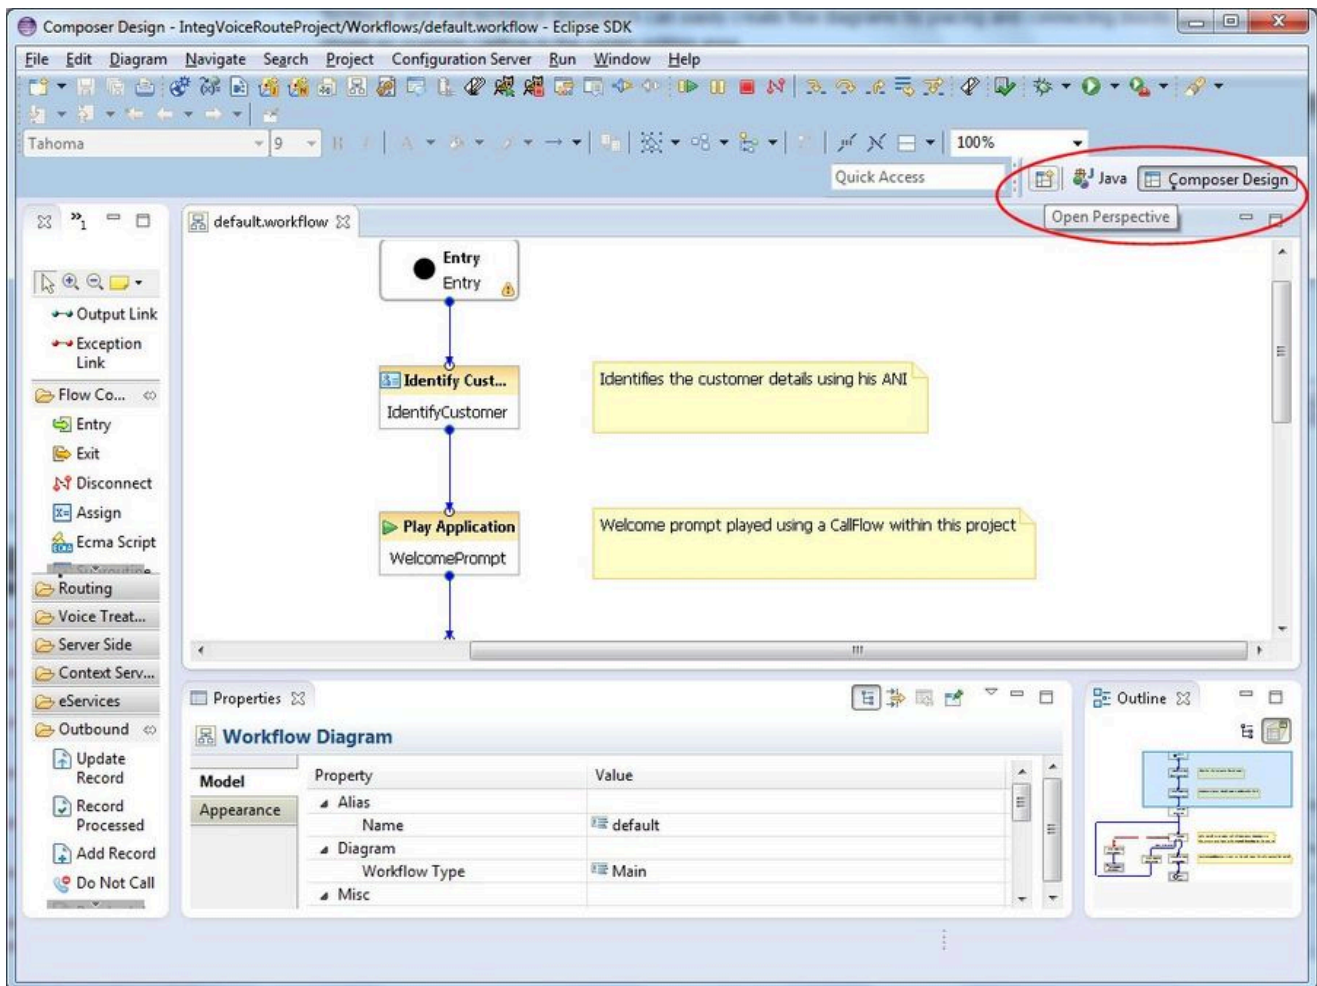 Composer Design - IntegVoiceRouteProject/Workflows/default.workflow - Eclipse SDK
File Edit Diagram Navigate Search Project Configuration Server Run Window Help
Tahoma 9 B I A 100%
Quick Access Java Composer Design
Open Perspective
»1
default.workflow
Entry
Entry
Output Link
Exception
Link
Flow Co...
Entry
Exit
Disconnect
Assign
Ecma Script
Routing
Voice Treat...
Server Side
Context Serv...
eServices
Outbound
Update
Record
Record
Processed
Add Record
Do Not Call
Identify Cust...
IdentifyCustomer
Identifies the customer details using his ANI
Play Application
WelcomePrompt
Welcome prompt played using a CallFlow within this project
Properties
Workflow Diagram
Model
Appearance
Property Value
Alias
Name default
Diagram
Workflow Type Main
Misc
Outline